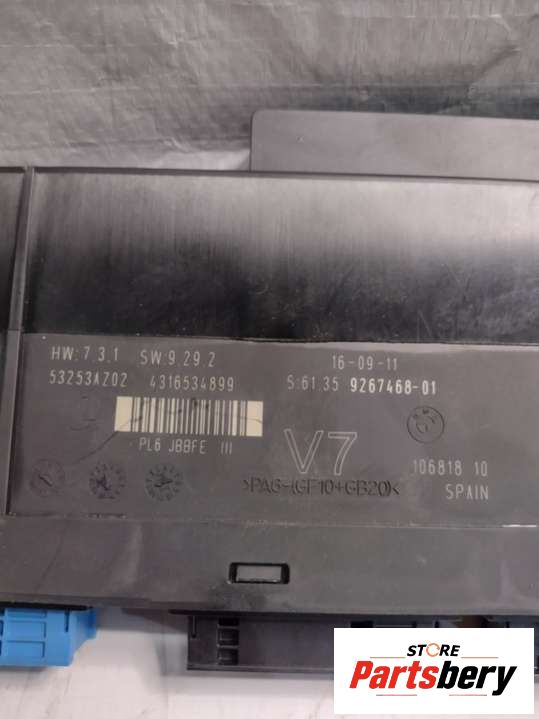 HW:7.3.1 SW:9.29.2 16-09-11
53253AZ02 4316534899 S:61.35 9267468-01
PL6 JBBFE III
V7
106818 10
>PA6-(GF10+GB20)<
SPAIN
STORE
Partsbery